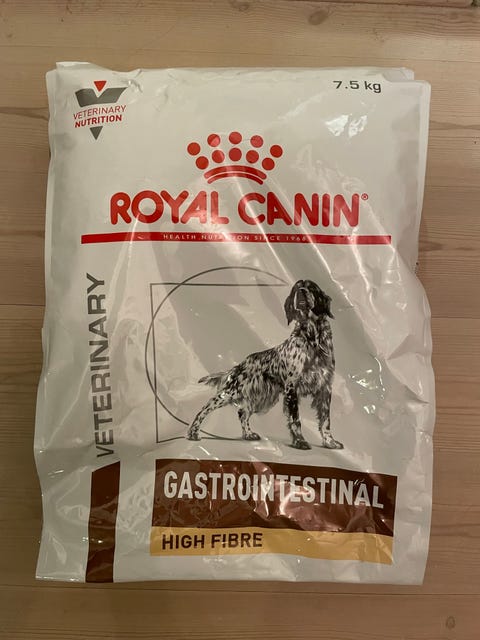 VETERINARY
NUTRITION
7.5 kg
ROYAL CANIN®
HEALTH NUTRITION SINCE 1968
VETERINARY
GASTROINTESTINAL
HIGH FIBRE